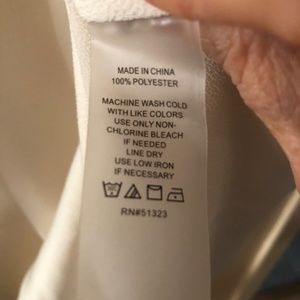 MADE IN CHINA
100% POLYESTER
MACHINE WASH COLD
WITH LIKE COLORS
USE ONLY NON-
CHLORINE BLEACH
IF NEEDED
LINE DRY
USE LOW IRON
IF NECESSARY
RN#51323